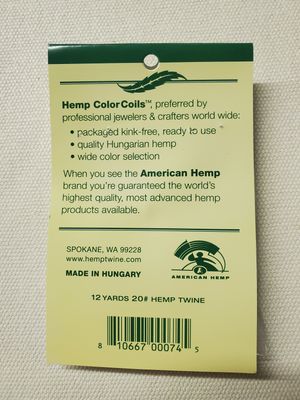 Hemp ColorCoils™, preferred by
professional jewelers & crafters world wide:
• packaged kink-free, ready to use
• quality Hungarian hemp
• wide color selection
When you see the American Hemp
brand you're guaranteed the world's
highest quality, most advanced hemp
products available.
SPOKANE, WA 99228
www.hemptwine.com
MADE IN HUNGARY
AMERICAN HEMP
12 YARDS 20# HEMP TWINE
8 10667 00074 5